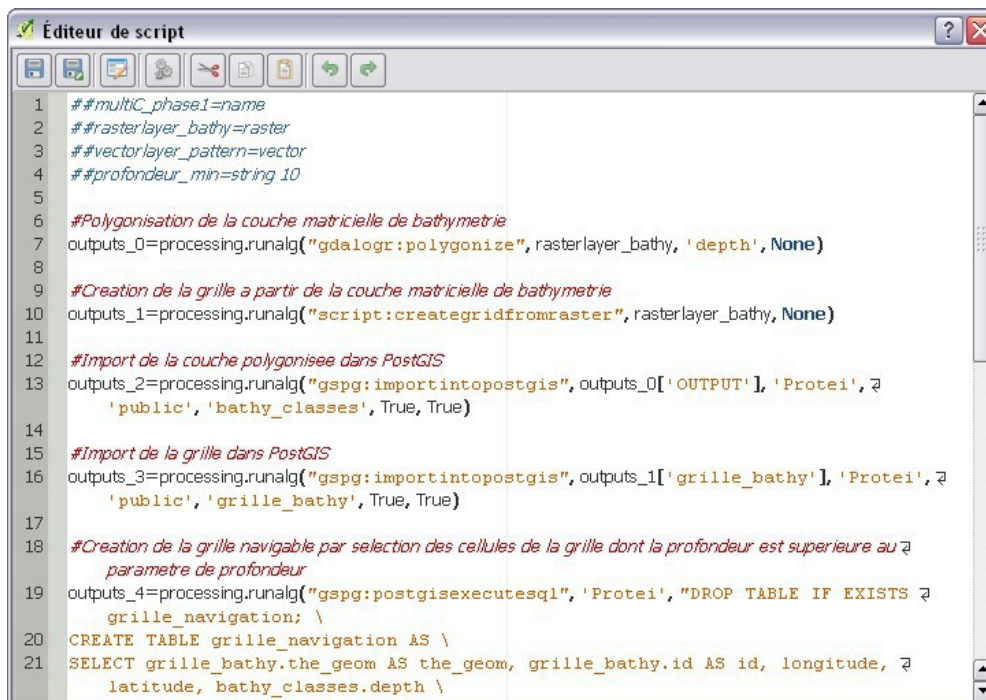 Éditeur de script
1 ##multiC_phase1=name
2 ##rasterlayer_bathy=raster
3 ##vectorlayer_pattern=vector
4 ##profondeur_min=string 10
5
6 #Polygonisation de la couche matricielle de bathymetrie
7 outputs_0=processing.runalg("gdalogr:polygonize", rasterlayer_bathy, 'depth', None)
8
9 #Creation de la grille a partir de la couche matricielle de bathymetrie
10 outputs_1=processing.runalg("script:creategridfromraster", rasterlayer_bathy, None)
11
12 #Import de la couche polygonisee dans PostGIS
13 outputs_2=processing.runalg("gspg:importintopostgis", outputs_0['OUTPUT'], 'Protei',
'public', 'bathy_classes', True, True)
14
15 #Import de la grille dans PostGIS
16 outputs_3=processing.runalg("gspg:importintopostgis", outputs_1['grille_bathy'], 'Protei',
'public', 'grille_bathy', True, True)
17
18 #Creation de la grille navigable par selection des cellules de la grille dont la profondeur est superieure au
parametre de profondeur
19 outputs_4=processing.runalg("gspg:postgisexecutesql", 'Protei', "DROP TABLE IF EXISTS
grille_navigation; \
20 CREATE TABLE grille_navigation AS \
21 SELECT grille_bathy.the_geom AS the_geom, grille_bathy.id AS id, longitude,
latitude, bathy_classes.depth \